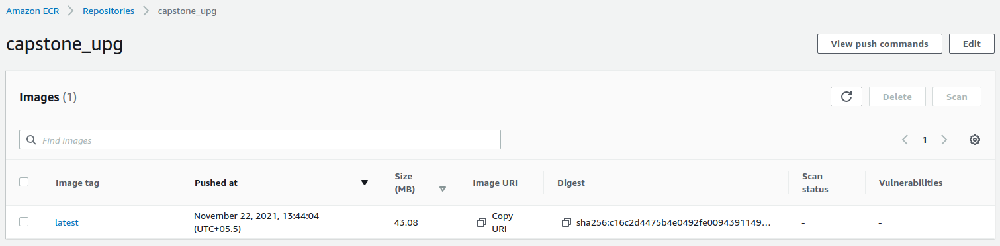 Amazon ECR > Repositories > capstone_upg
capstone_upg
View push commands
Edit
Images (1)
Delete
Scan
Find images
1
Image tag
Pushed at
Size
(MB)
Image URI
Digest
Scan
status
Vulnerabilities
latest
November 22, 2021, 13:44:04
(UTC+05.5)
43.08
Copy
URI
sha256:c16c2d4475b4e0492fe0094391149...
-
-